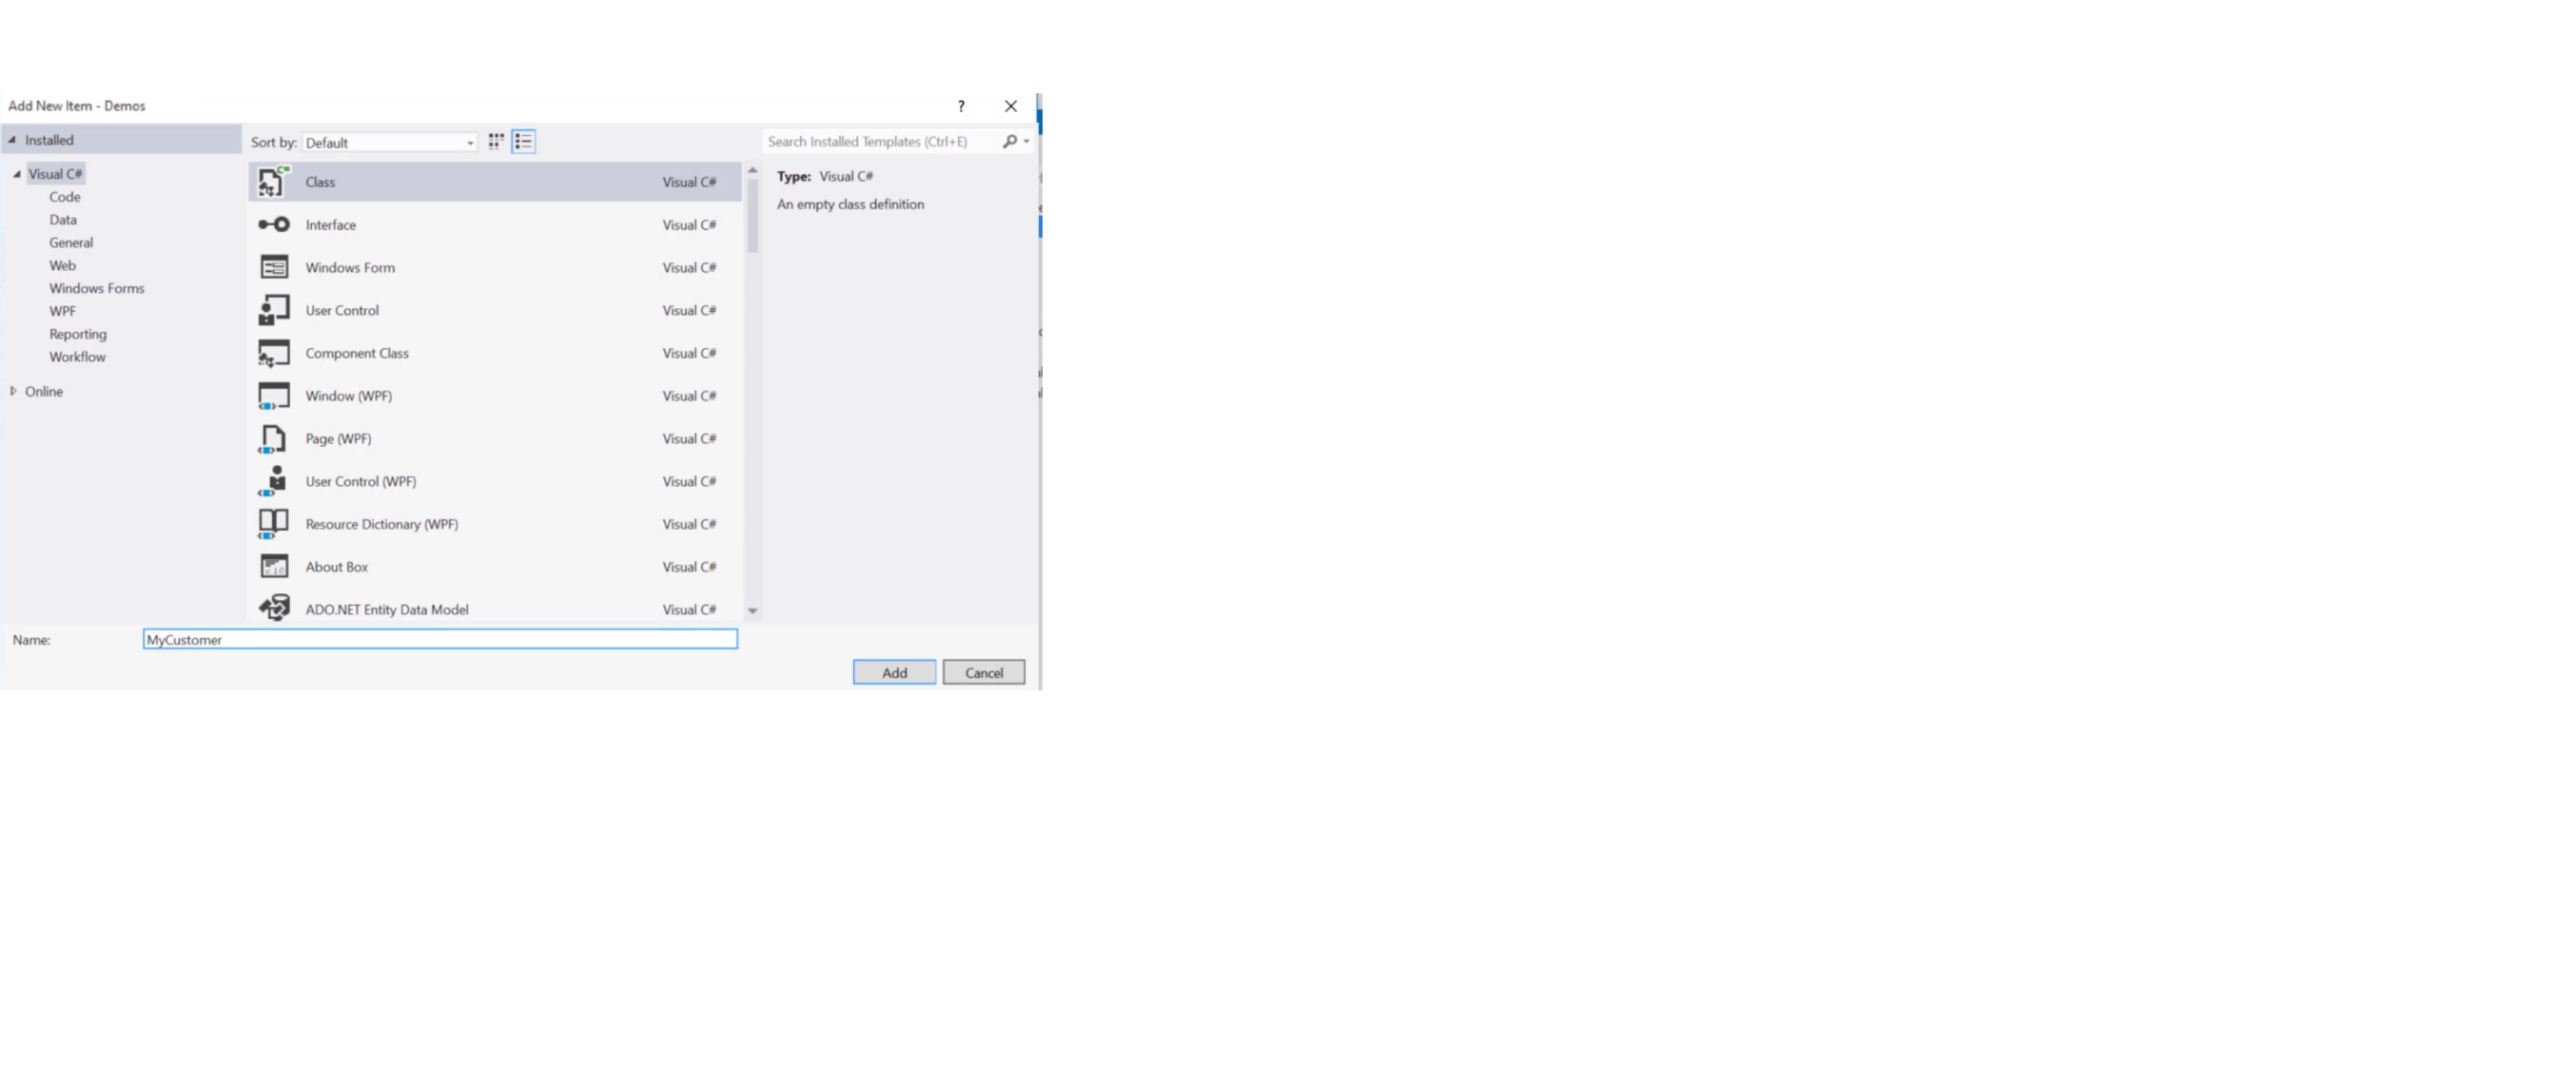 Add New Item - Demos
?
Installed
Sort by: Default
Search Installed Templates (Ctrl+E)
Visual C#
Code
Data
General
Web
Windows Forms
WPF
Reporting
Workflow
Online
Class Visual C#
Interface Visual C#
Windows Form Visual C#
User Control Visual C#
Component Class Visual C#
Window (WPF) Visual C#
Page (WPF) Visual C#
User Control (WPF) Visual C#
Resource Dictionary (WPF) Visual C#
About Box Visual C#
ADO.NET Entity Data Model Visual C#
Type: Visual C#
An empty class definition
Name: MyCustomer
Add Cancel